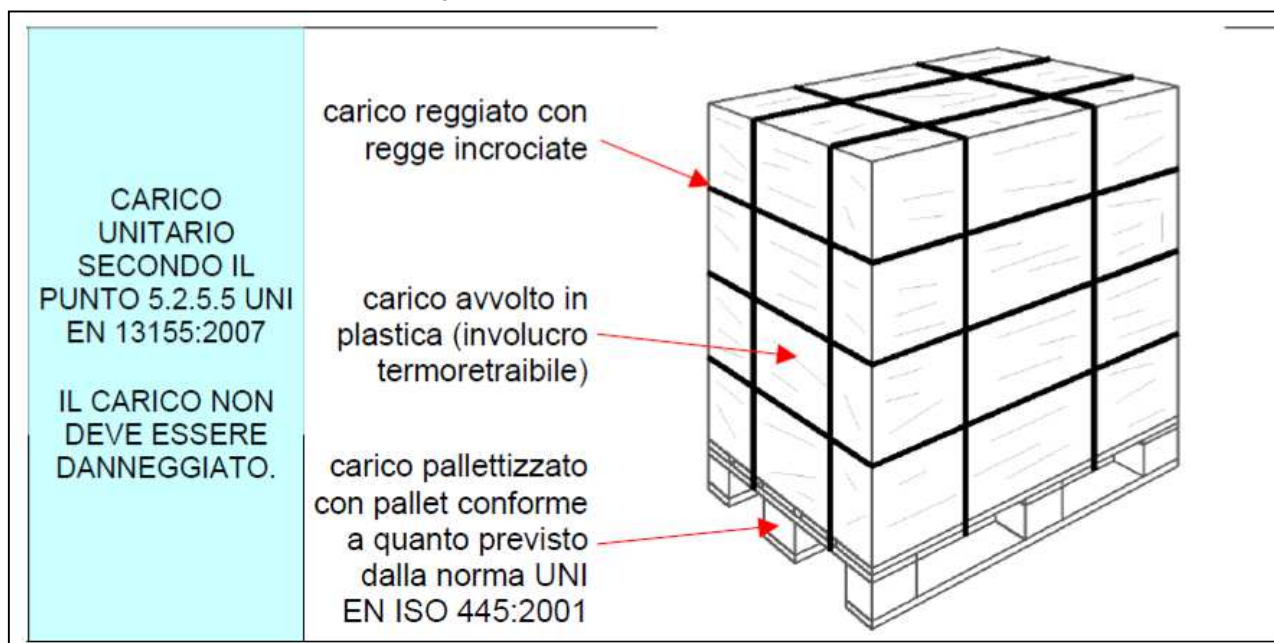 CARICO
UNITARIO
SECONDO IL
PUNTO 5.2.5.5 UNI
EN 13155:2007
IL CARICO NON
DEVE ESSERE
DANNEGGIATO.
carico reggiato con
regge incrociate
carico avvolto in
plastica (involucro
termoretraibile)
carico pallettizzato
con pallet conforme
a quanto previsto
dalla norma UNI
EN ISO 445:2001